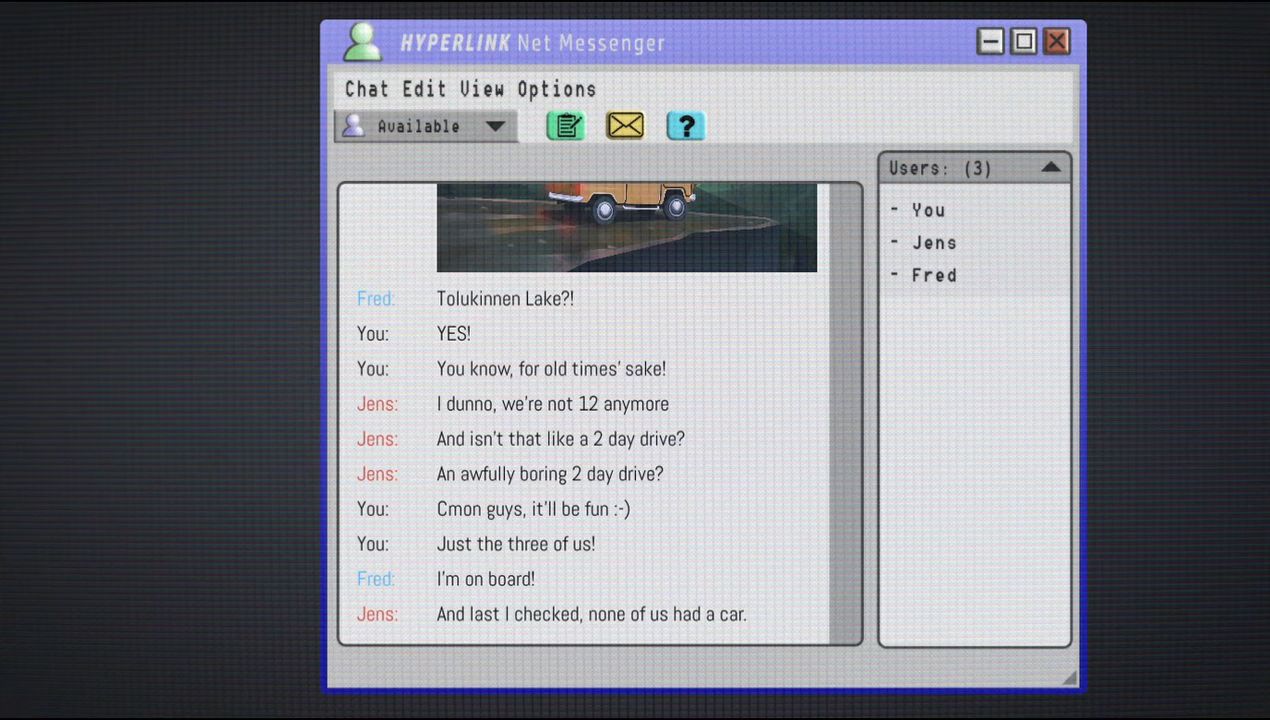 HYPERLINK Net Messenger
Chat Edit View Options
Available
?
Users: (3)
- You
- Jens
- Fred
Fred: Tolukinnen Lake?!
You: YES!
You: You know, for old times' sake!
Jens: I dunno, we're not 12 anymore
Jens: And isn't that like a 2 day drive?
Jens: An awfully boring 2 day drive?
You: Cmon guys, it'll be fun :-)
You: Just the three of us!
Fred: I'm on board!
Jens: And last I checked, none of us had a car.